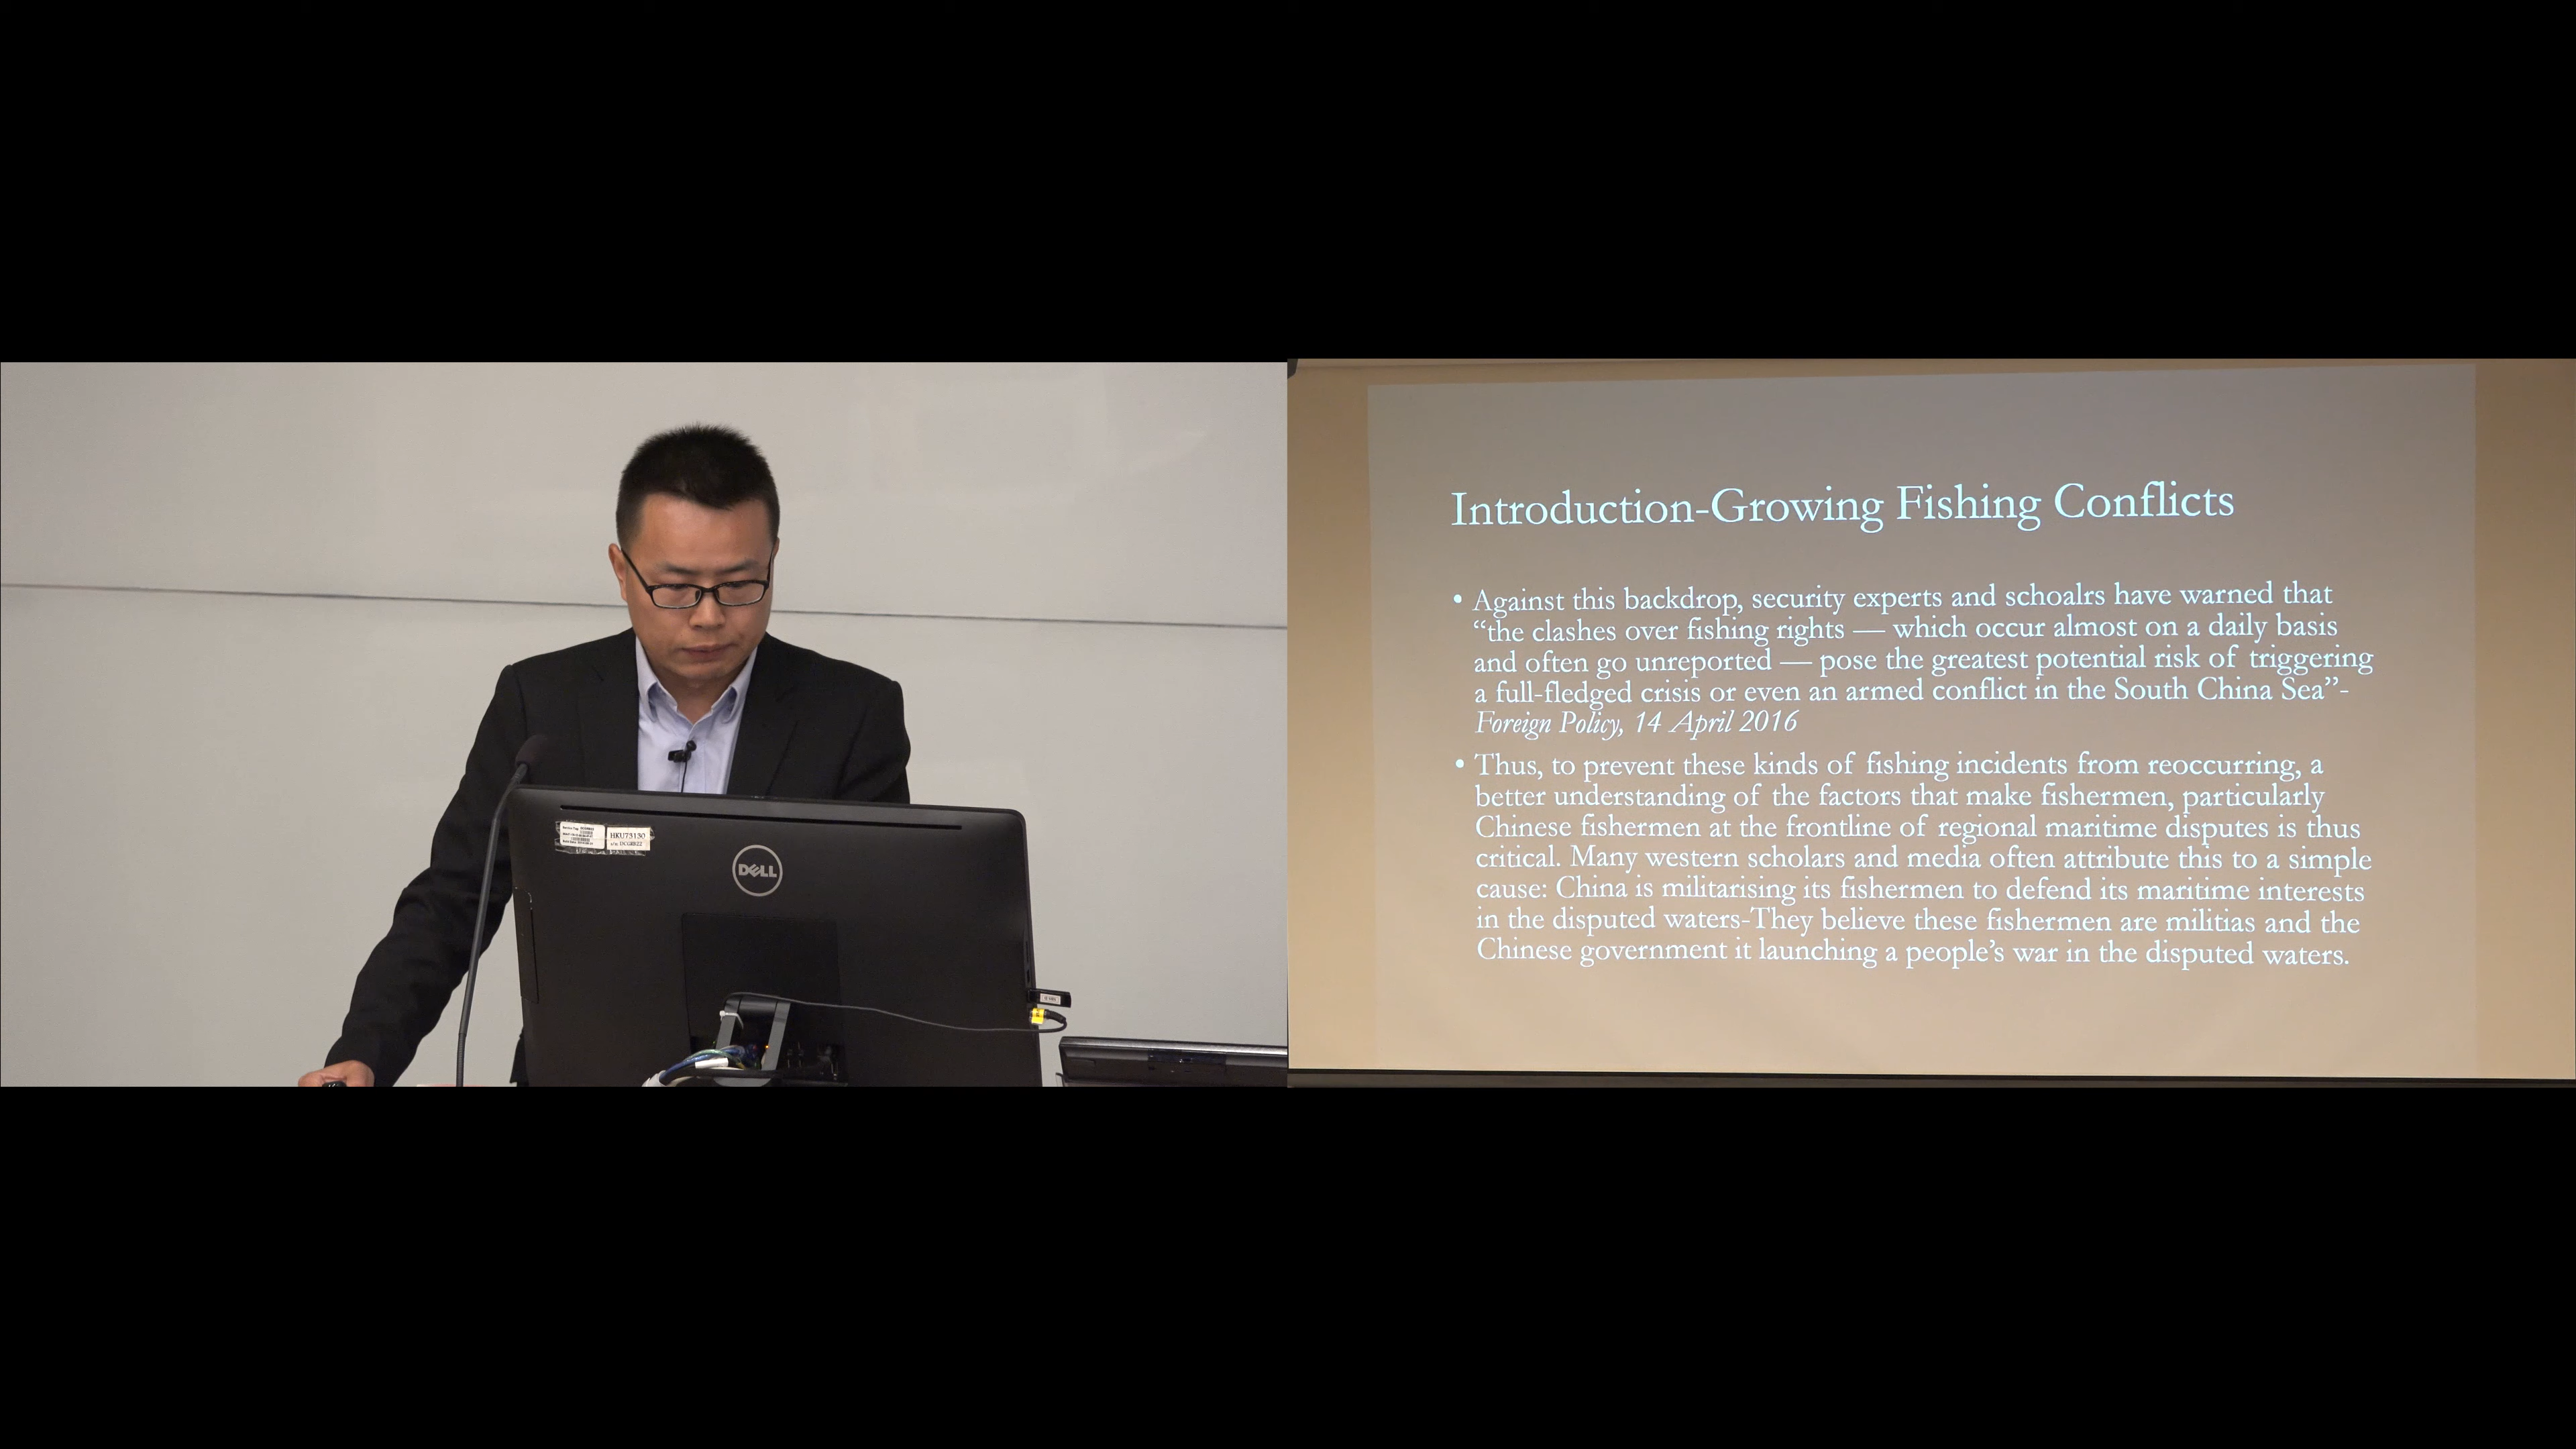 HKU73130
DELL
Introduction-Growing Fishing Conflicts
• Against this backdrop, security experts and schoalrs have warned that
“the clashes over fishing rights — which occur almost on a daily basis
and often go unreported — pose the greatest potential risk of triggering
a full-fledged crisis or even an armed conflict in the South China Sea”-
Foreign Policy, 14 April 2016
• Thus, to prevent these kinds of fishing incidents from reoccurring, a
better understanding of the factors that make fishermen, particularly
Chinese fishermen at the frontline of regional maritime disputes is thus
critical. Many western scholars and media often attribute this to a simple
cause: China is militarising its fishermen to defend its maritime interests
in the disputed waters-They believe these fishermen are militias and the
Chinese government it launching a people’s war in the disputed waters.